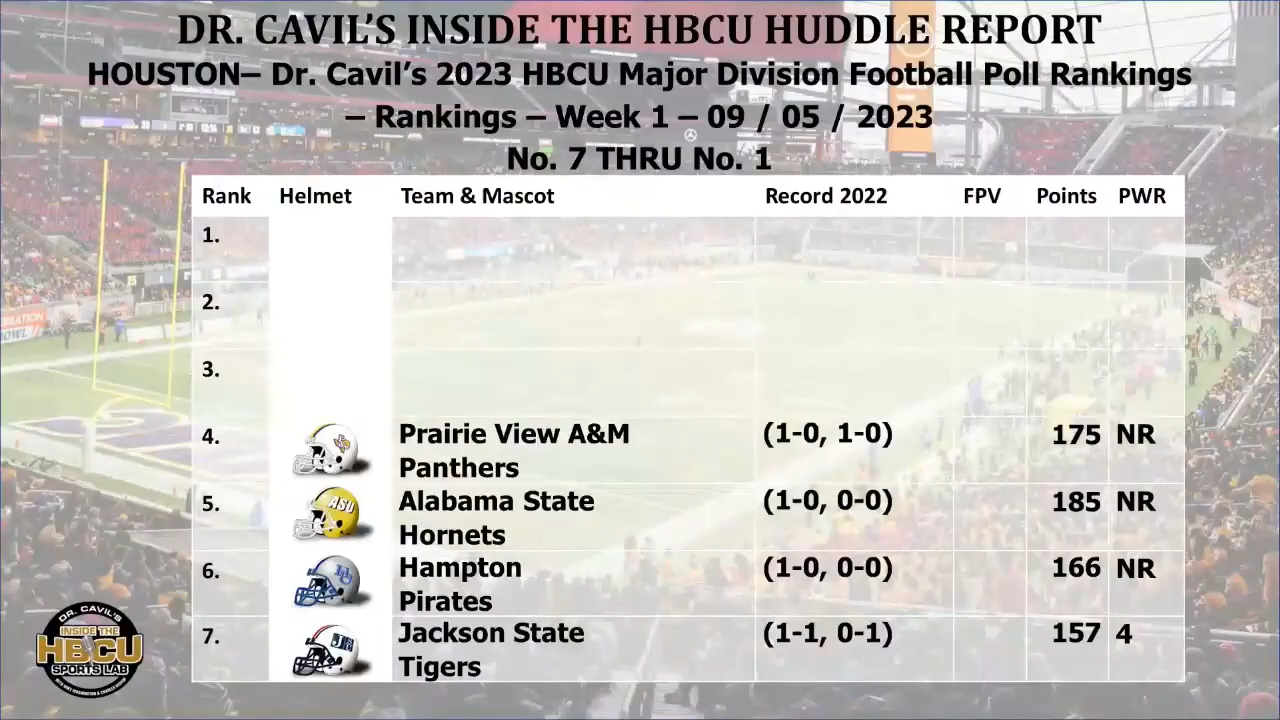 DR. CAVIL'S INSIDE THE HBCU HUDDLE REPORT
HOUSTON– Dr. Cavil's 2023 HBCU Major Division Football Poll Rankings
– Rankings – Week 1 – 09 / 05 / 2023
No. 7 THRU No. 1
Rank Helmet Team & Mascot Record 2022 FPV Points PWR
1.
2.
3.
4. Prairie View A&M (1-0, 1-0) 175 NR
Panthers
5. ASU Alabama State (1-0, 0-0) 185 NR
Hornets
6. HU Hampton (1-0, 0-0) 166 NR
Pirates
7. Jackson State (1-1, 0-1) 157 4
Tigers
DR. CAVIL'S
INSIDE THE
HBCU
SPORTS LAB